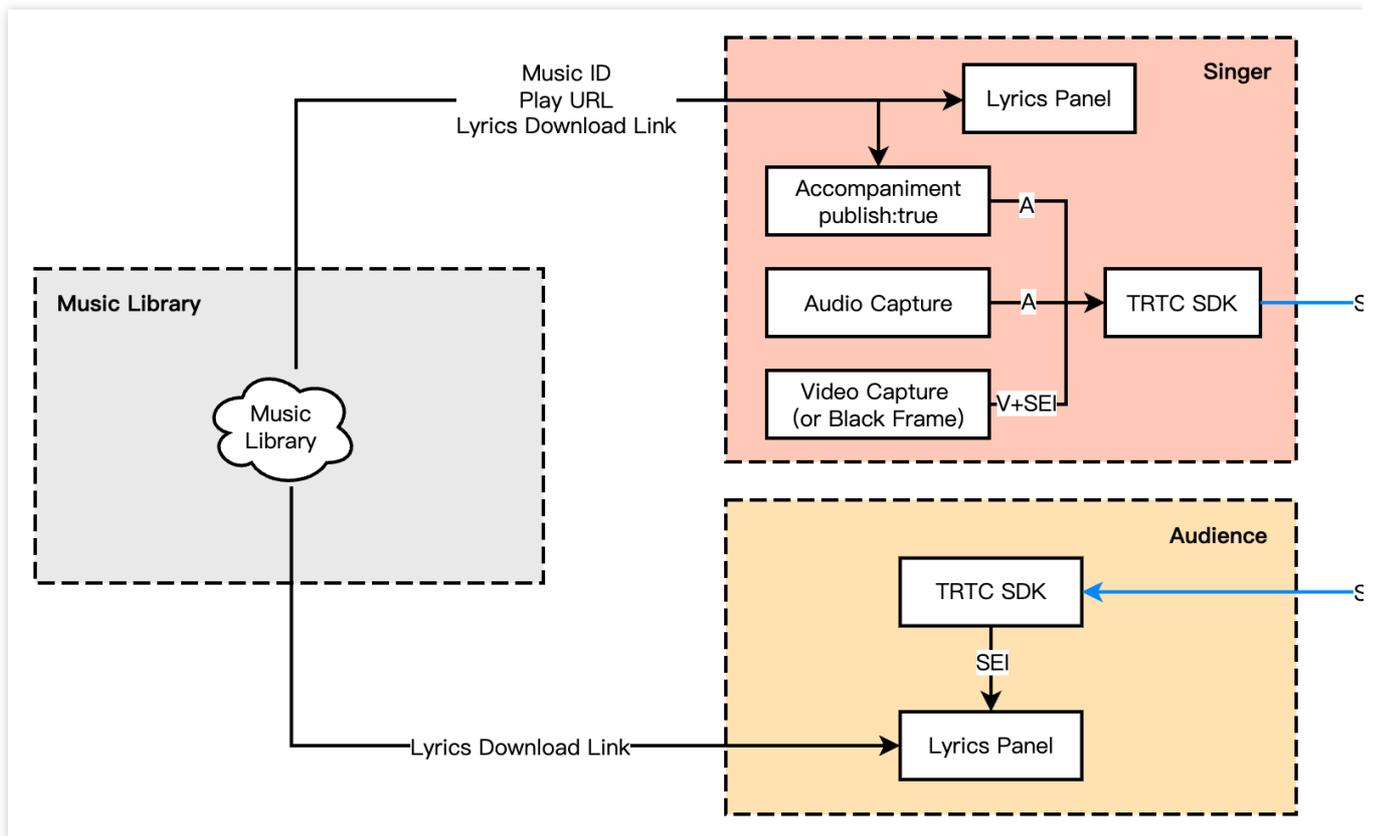 Music ID
Play URL
Lyrics Download Link
Singer
Lyrics Panel
Accompaniment
publish:true
A
Audio Capture
A
TRTC SDK
Video Capture
(or Black Frame)
V+SEI
Music Library
Music
Library
Audience
TRTC SDK
SEI
Lyrics Download Link
Lyrics Panel